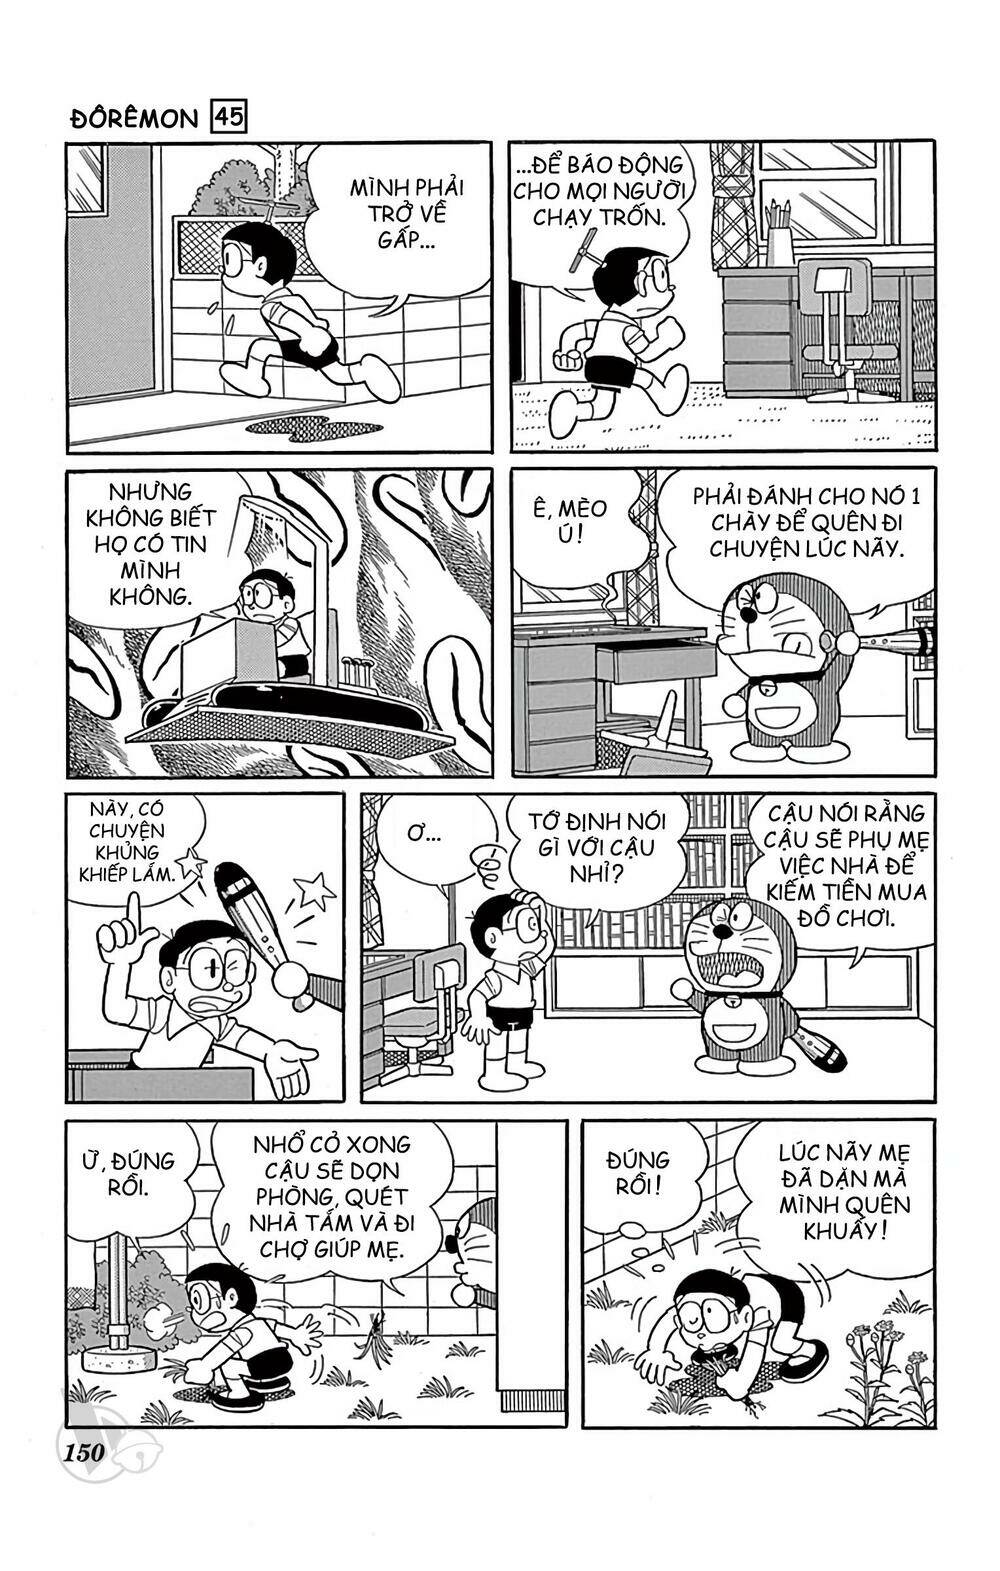 ĐÔRÊMON 45
MÌNH PHẢI
TRỞ VỀ
GẤP...
...ĐỂ BÁO ĐỘNG
CHO MỌI NGƯỜI
CHẠY TRỐN.
NHƯNG
KHÔNG BIẾT
HỌ CÓ TIN
MÌNH
KHÔNG.
Ê, MÈO
Ú!
PHẢI ĐÁNH CHO NÓ 1
CHÀY ĐỂ QUÊN ĐI
CHUYỆN LÚC NÃY.
NÀY, CÓ
CHUYỆN
KHỦNG
KHIẾP LẮM.
Ơ...
TỚ ĐỊNH NÓI
GÌ VỚI CẬU
NHỈ?
CẬU NÓI RẰNG
CẬU SẼ PHỤ MẸ
VIỆC NHÀ ĐỂ
KIẾM TIỀN MUA
ĐỒ CHƠI.
Ừ, ĐÚNG
RỒI.
NHỔ CỎ XONG
CẬU SẼ DỌN
PHÒNG, QUÉT
NHÀ TẮM VÀ ĐI
CHỢ GIÚP MẸ.
ĐÚNG
RỒI!
LÚC NÃY MẸ
ĐÃ DẶN MÀ
MÌNH QUÊN
KHUẤY!
150